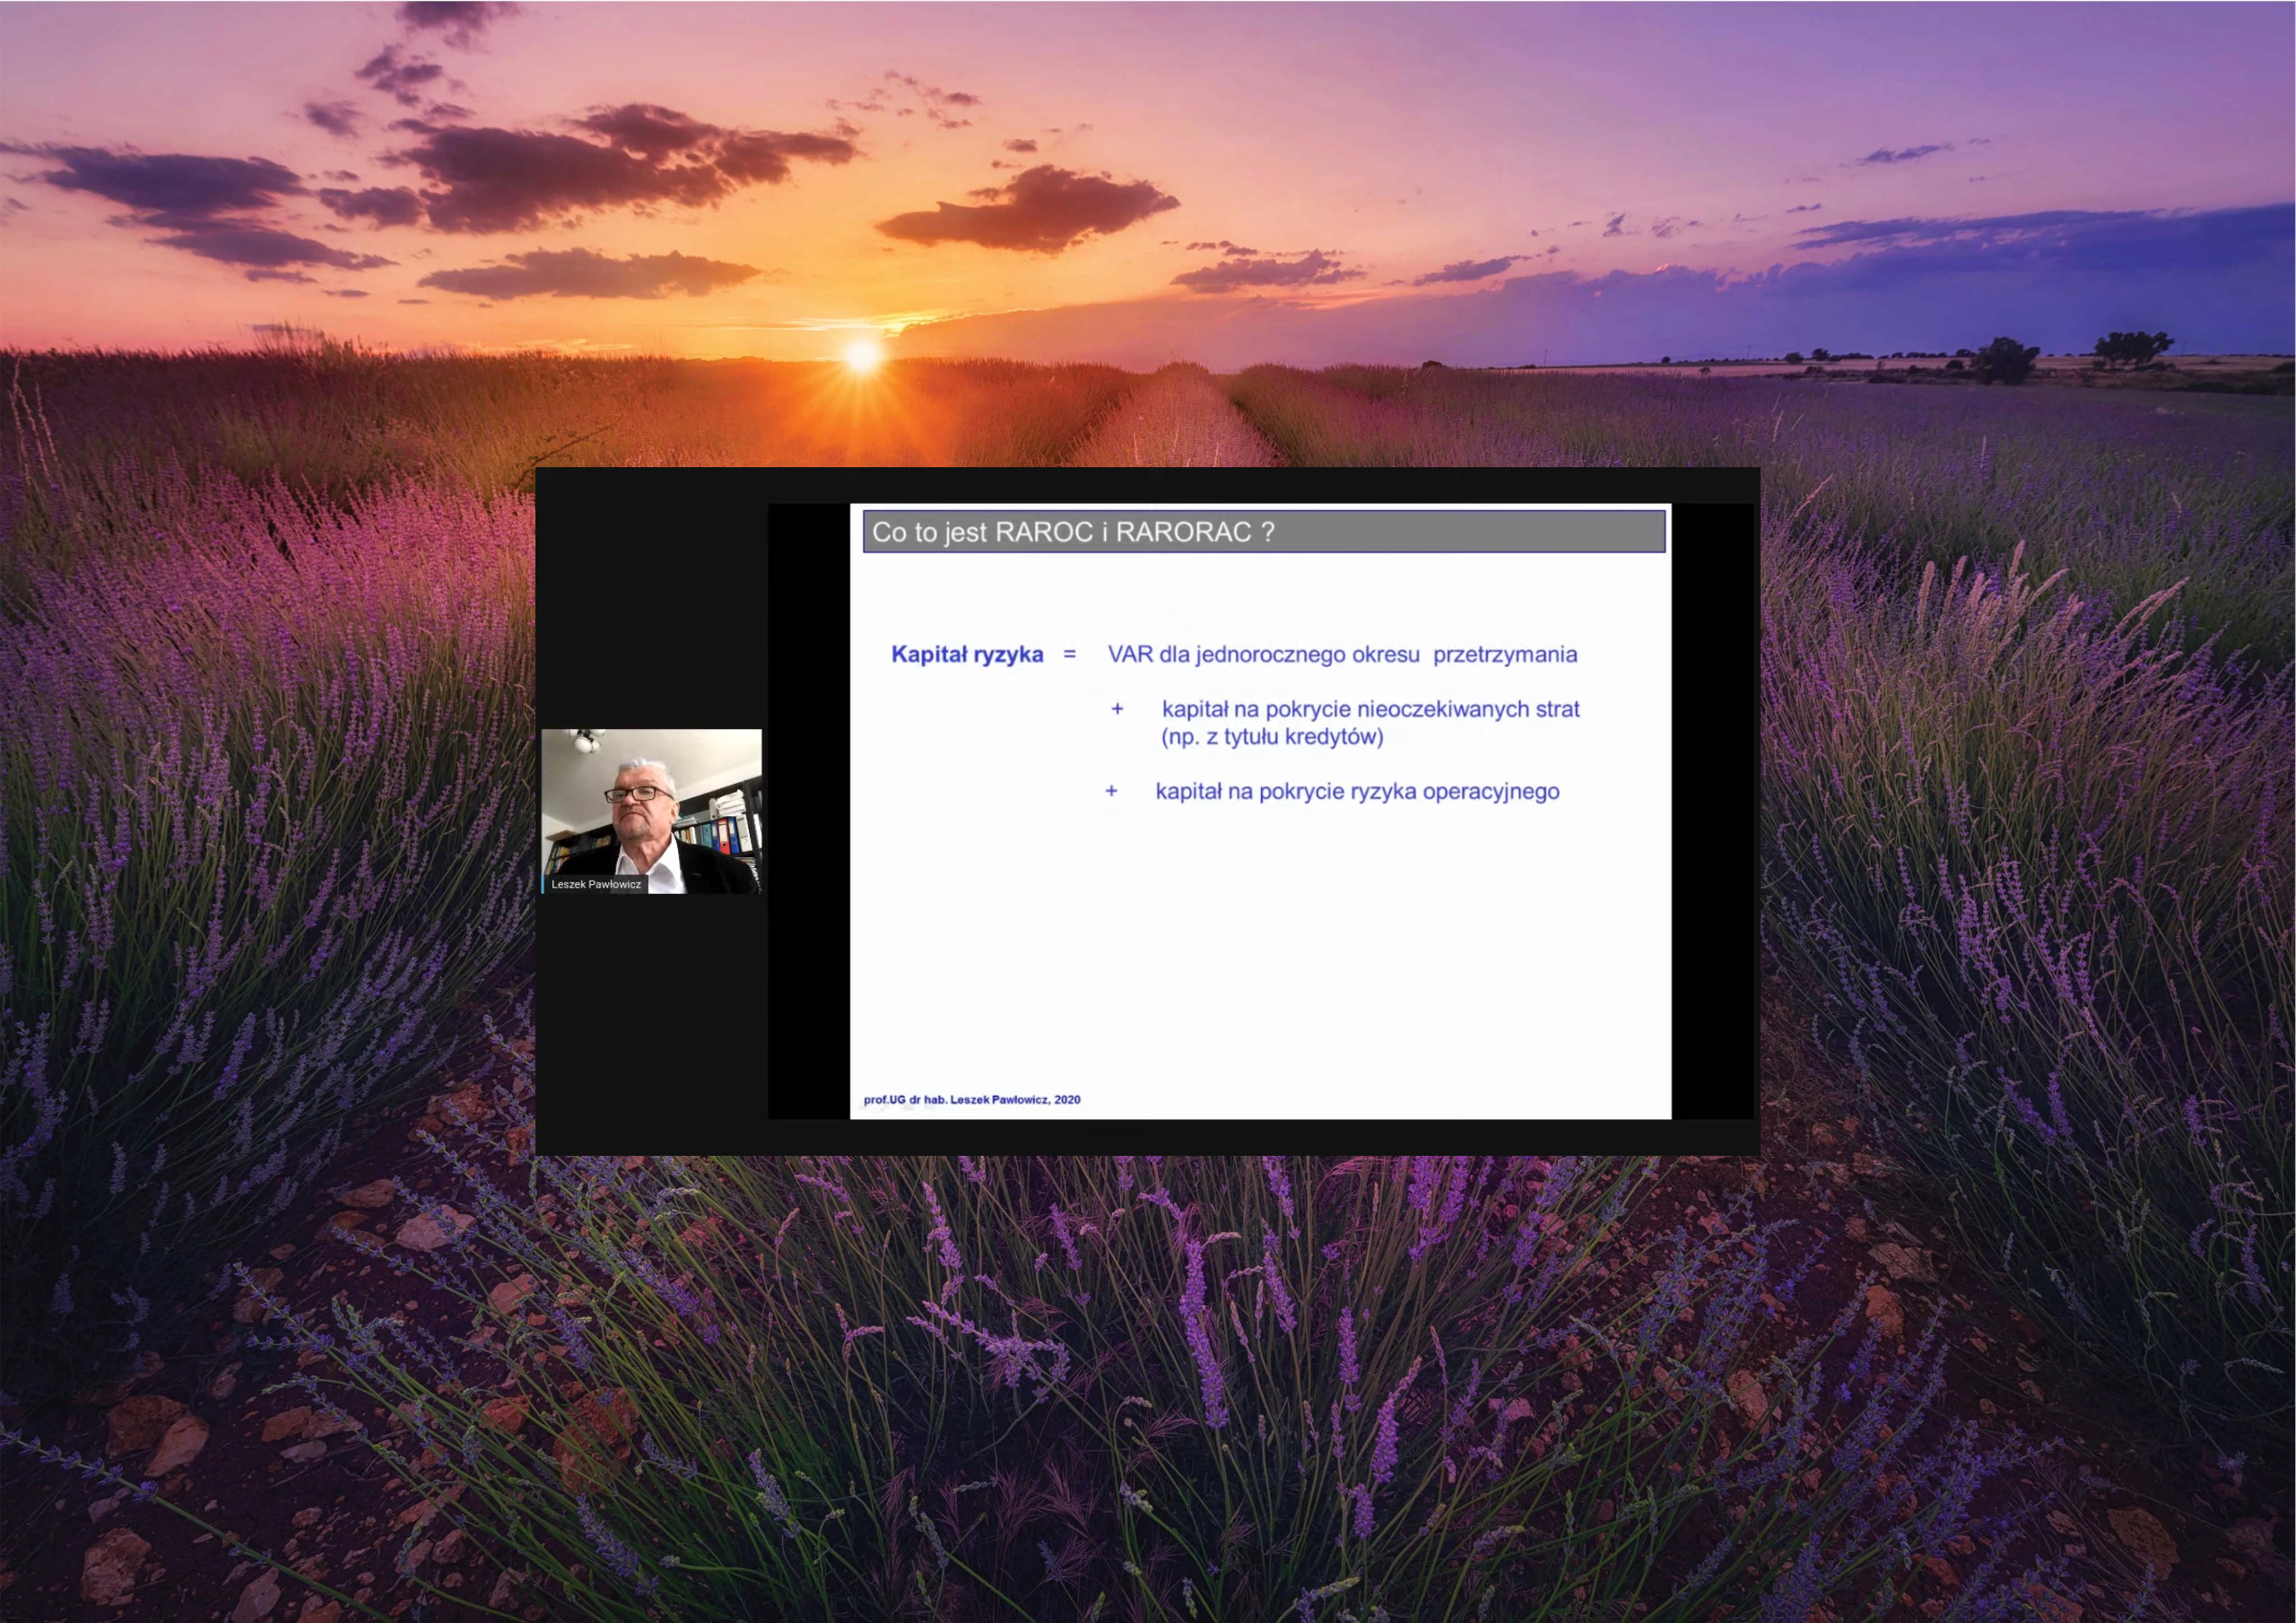 Co to jest RAROC i RARORAC ?
Kapitał ryzyka = VAR dla jednorocznego okresu przetrzymania
+ kapitał na pokrycie nieoczekiwanych strat
(np. z tytułu kredytów)
+ kapitał na pokrycie ryzyka operacyjnego
Leszek Pawłowicz
prof.UG dr hab. Leszek Pawłowicz, 2020